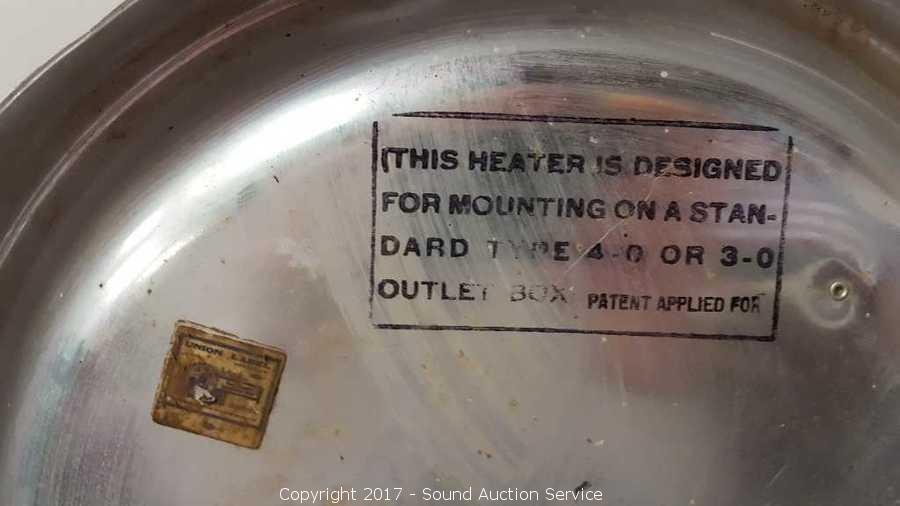 (THIS HEATER IS DESIGNED
FOR MOUNTING ON A STAN-
DARD TYPE 4-0 OR 3-0
OUTLET BOX PATENT APPLIED FOR
UNION LABEL
Copyright 2017 - Sound Auction Service